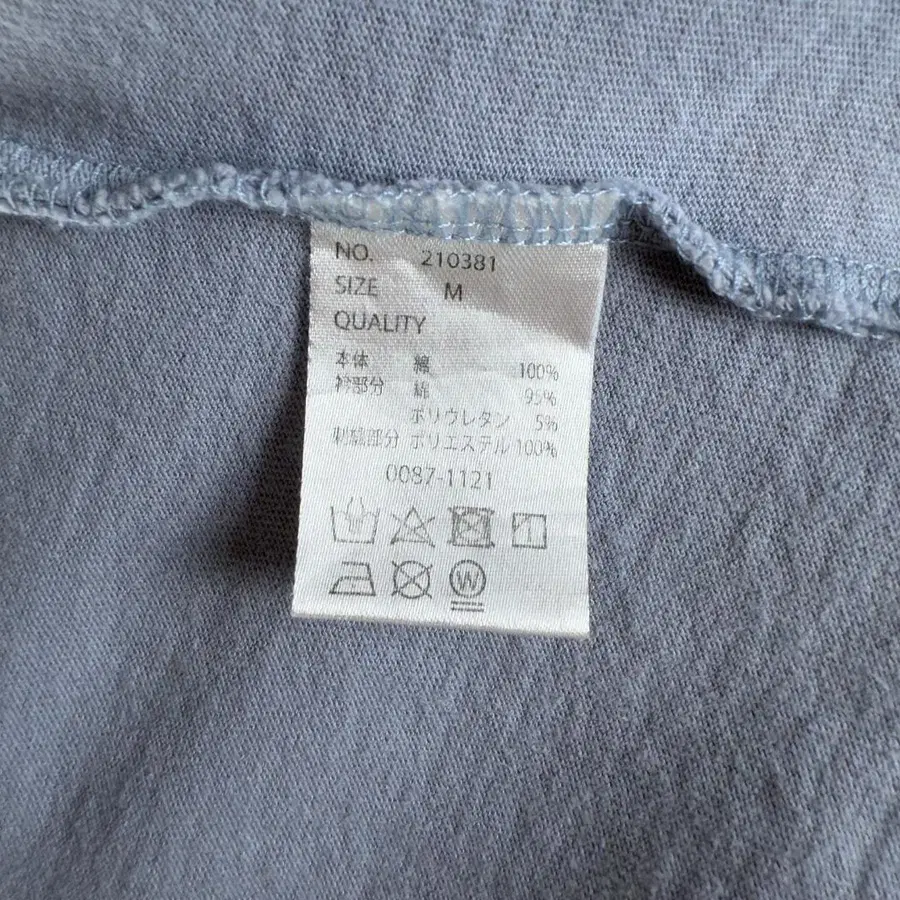 NO. 210381
SIZE M
QUALITY
本体 綿 100%
衿部分 綿 95%
ポリウレタン 5%
刺繍部分 ポリエステル 100%
0087-1121
W